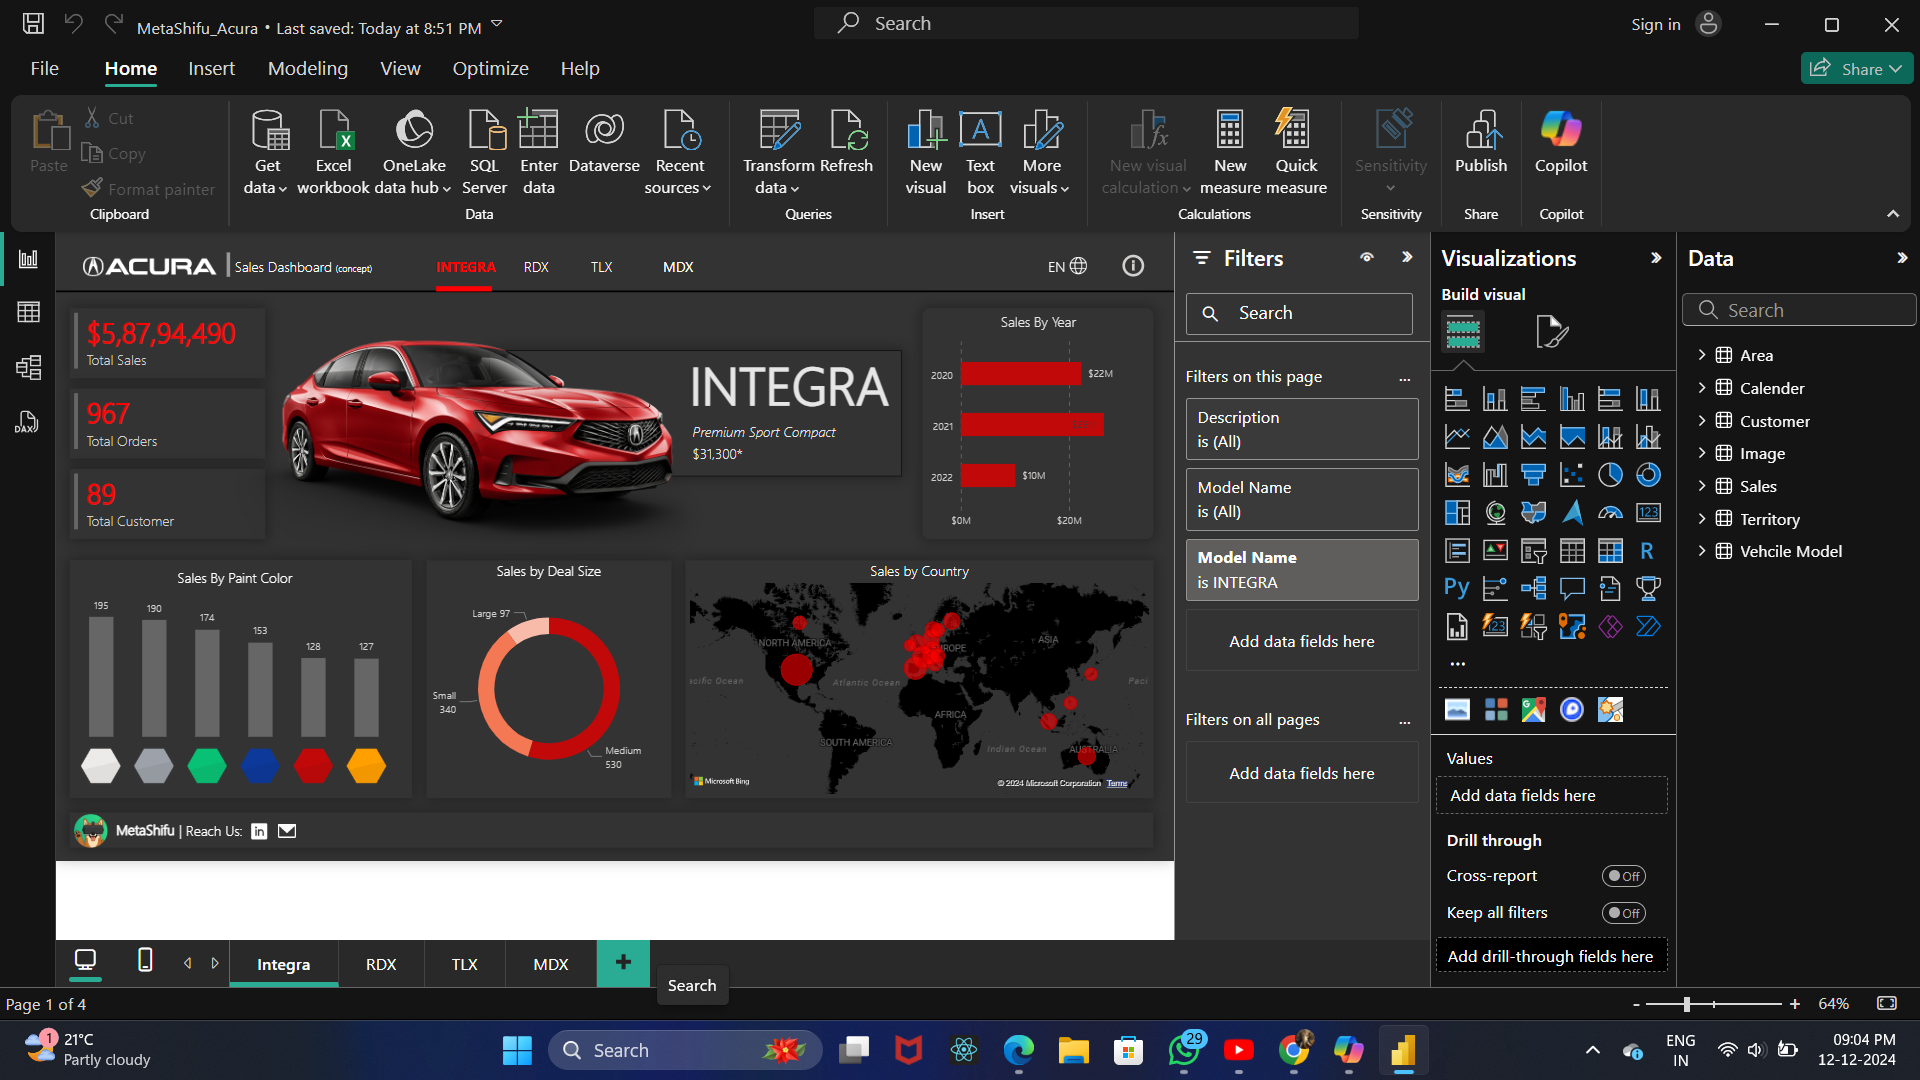 MetaShifu_Acura • Last saved: Today at 8:51 PM
Search
Sign in
File Home Insert Modeling View Optimize Help
Share
Paste
Cut
Copy
Format painter
Clipboard
Get data
Excel workbook
OneLake data hub
SQL Server
Enter data
Dataverse
Recent sources
Data
Transform data
Refresh
Queries
New visual
Text box
More visuals
Insert
New visual calculation
New measure
Quick measure
Calculations
Sensitivity
Sensitivity
Publish
Share
Copilot
Copilot
DAX
ACURA
Sales Dashboard (concept)
INTEGRA RDX TLX MDX
EN
$5,87,94,490
Total Sales
967
Total Orders
89
Total Customer
INTEGRA
Premium Sport Compact
$31,300*
Sales By Year
2020 $22M
2021
2022 $10M
$0M $20M
Sales By Paint Color
195 190 174 153 128 127
Sales by Deal Size
Large 97
Small
340
Medium
530
Sales by Country
NORTH AMERICA
ASIA
Atlantic Ocean
AFRICA
SOUTH AMERICA
Indian Ocean
AUSTRALIA
Microsoft Bing
© 2024 Microsoft Corporation Terms
MetaShifu | Reach Us: in
Filters
Search
Filters on this page ...
Description
is (All)
Model Name
is (All)
Model Name
is INTEGRA
Add data fields here
Filters on all pages ...
Add data fields here
Visualizations
Build visual
123
R
Py
123
...
Values
Add data fields here
Drill through
Cross-report Off
Keep all filters Off
Add drill-through fields here
Data
Search
Area
Calender
Customer
Image
Sales
Territory
Vehcile Model
Integra RDX TLX MDX +
Search
Page 1 of 4
- + 64%
1
21°C
Partly cloudy
Search
29
ENG
IN
09:04 PM
12-12-2024